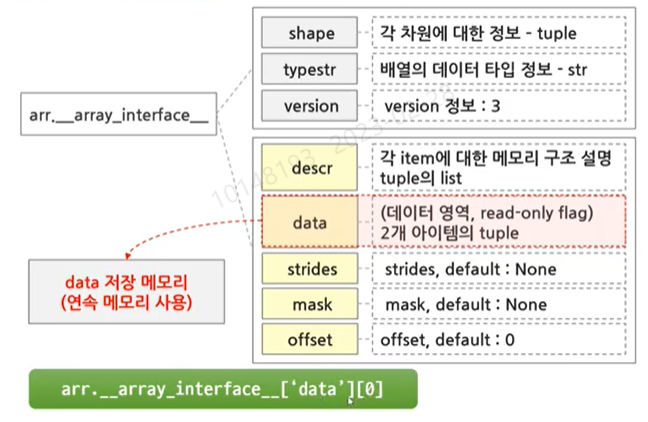 shape
각 차원에 대한 정보 - tuple
typestr
배열의 데이터 타입 정보 - str
arr.__array_interface__
version
version 정보 : 3
descr
각 item에 대한 메모리 구조 설명
tuple의 list
data
(데이터 영역, read-only flag)
2개 아이템의 tuple
data 저장 메모리
(연속 메모리 사용)
strides
strides, default : None
mask
mask, default : None
offset
offset, default : 0
arr.__array_interface__[‘data’][0]